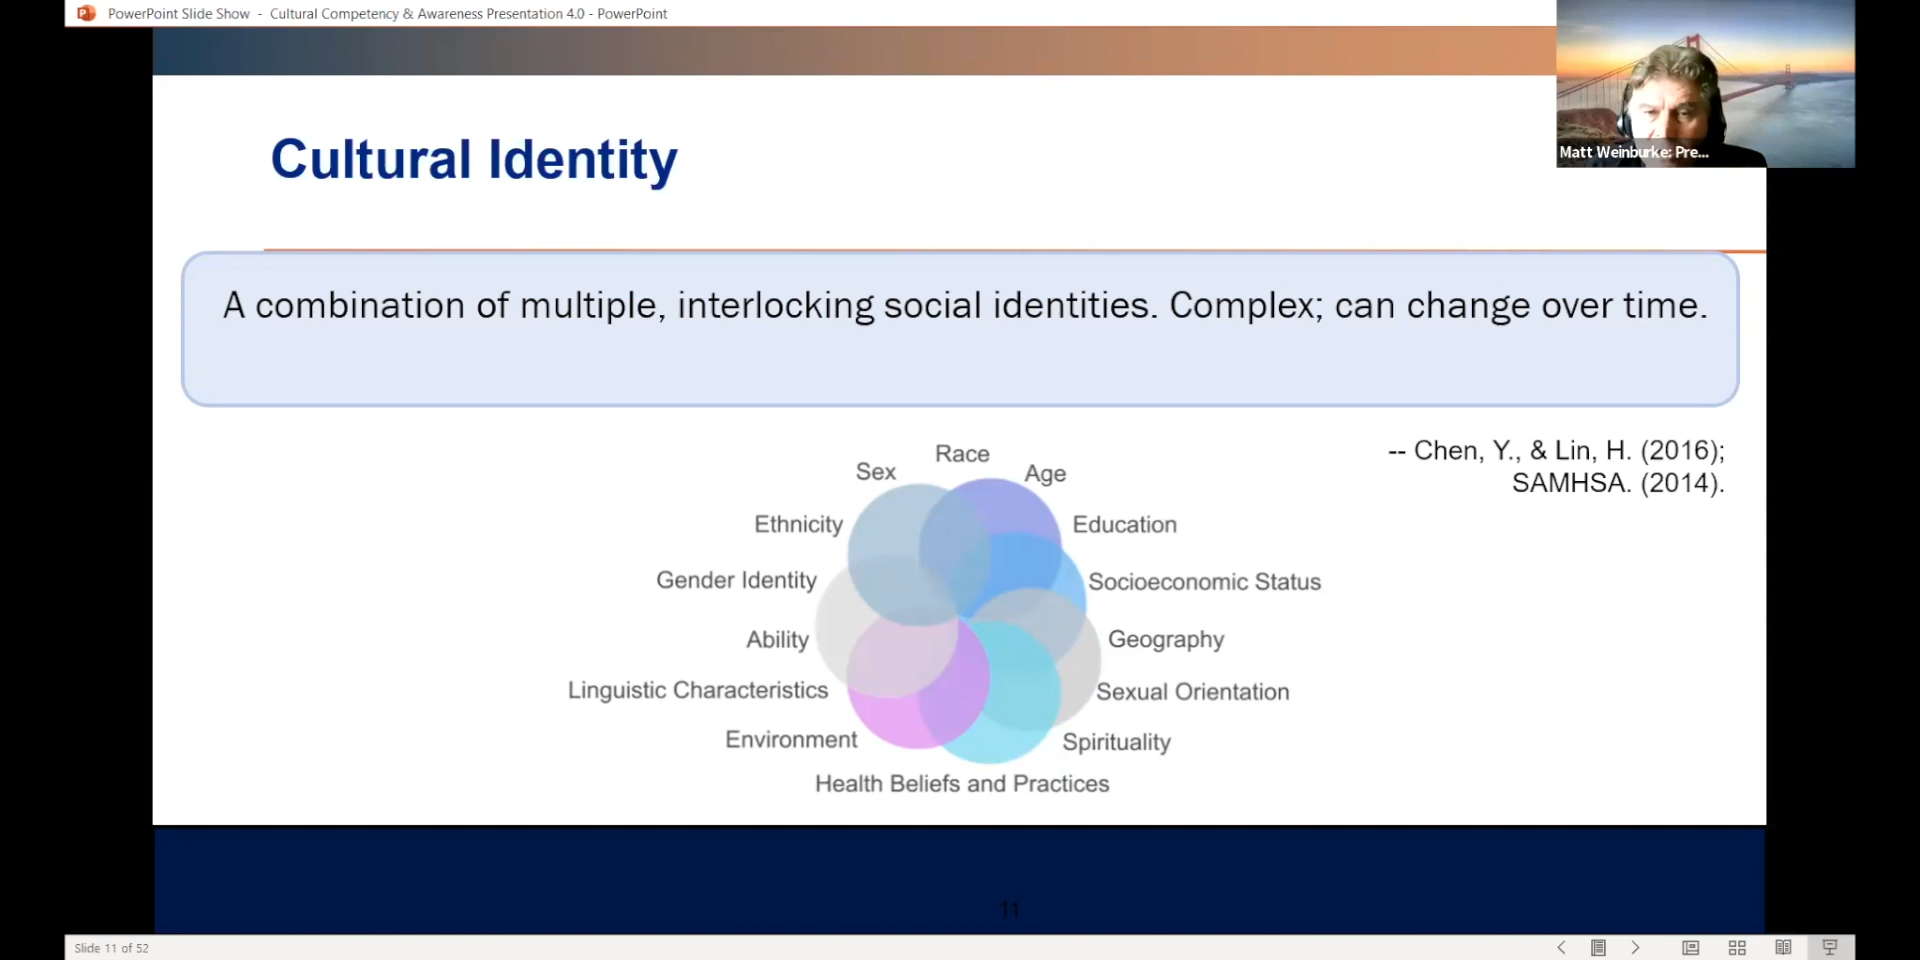 PowerPoint Slide Show - Cultural Competency & Awareness Presentation 4.0 - PowerPoint
Matt Weinburke: Pre...
Cultural Identity
A combination of multiple, interlocking social identities. Complex; can change over time.
-- Chen, Y., & Lin, H. (2016);
SAMHSA. (2014).
Race
Sex
Age
Ethnicity
Education
Gender Identity
Socioeconomic Status
Ability
Geography
Linguistic Characteristics
Sexual Orientation
Environment
Spirituality
Health Beliefs and Practices
11
Slide 11 of 52